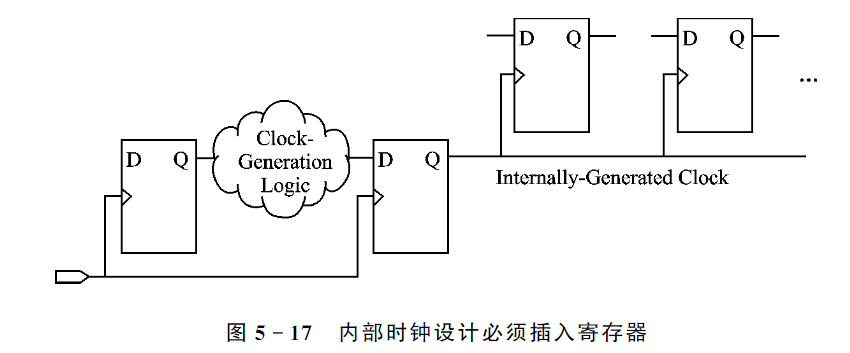 D Q
D Q
...
Clock-
Generation
Logic
D Q
D Q
Internally-Generated Clock
图 5-17 内部时钟设计必须插入寄存器